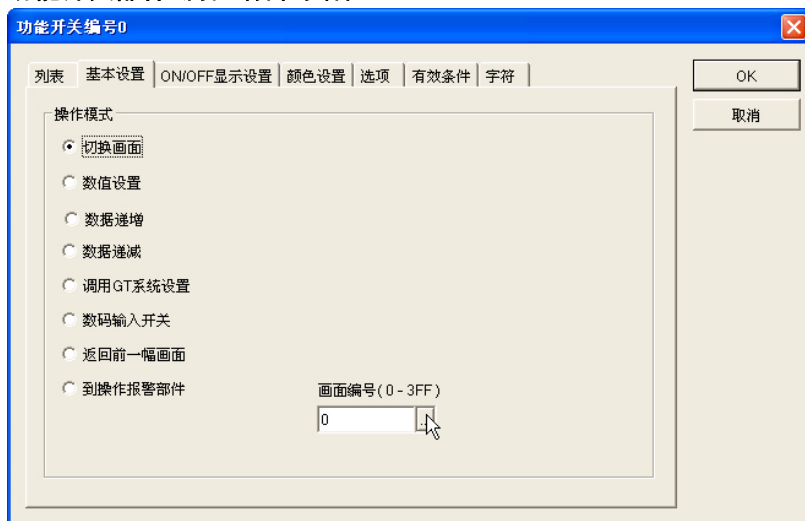 功能开关编号0
列表 基本设置 ON/OFF显示设置 颜色设置 选项 有效条件 字符
OK
取消
操作模式
切换画面
数值设置
数据递增
数据递减
调用GT系统设置
数码输入开关
返回前一幅画面
到操作报警部件
画面编号(0-3FF)
0